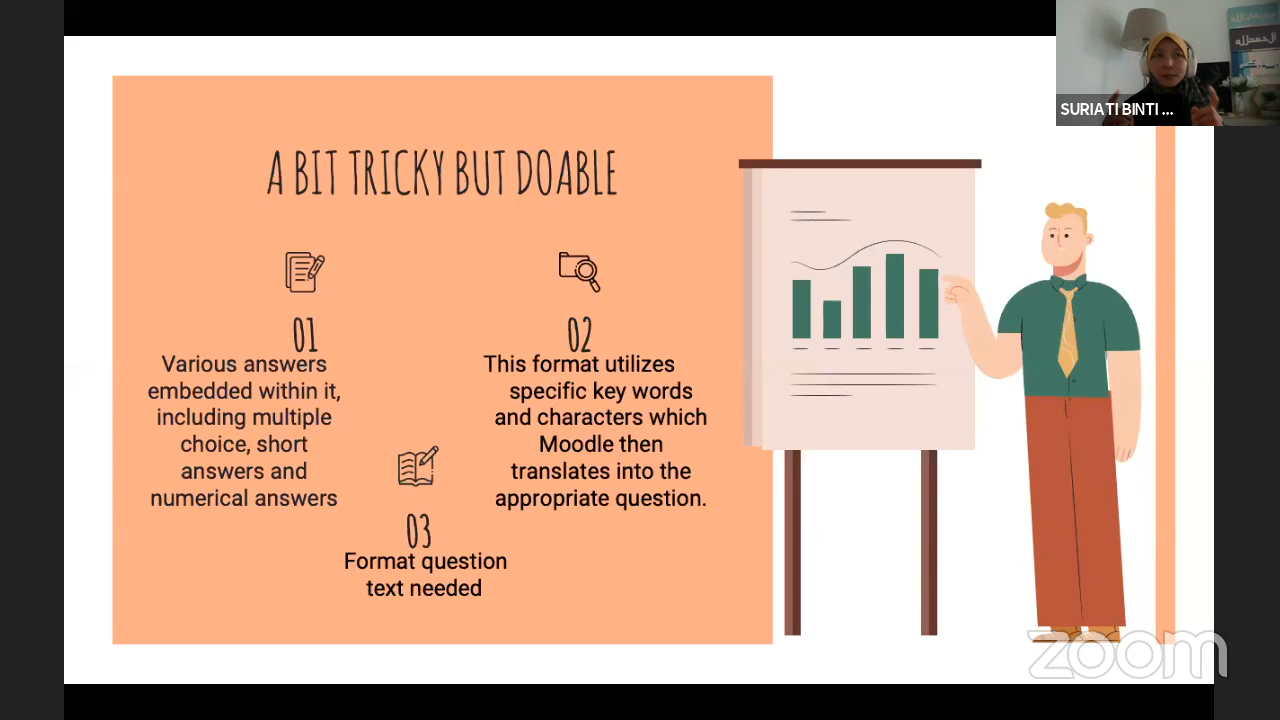 A BIT TRICKY BUT DOABLE
01
Various answers
embedded within it,
including multiple
choice, short
answers and
numerical answers
02
This format utilizes
specific key words
and characters which
Moodle then
translates into the
appropriate question.
03
Format question
text needed
SURIATI BINTI ...
zoom